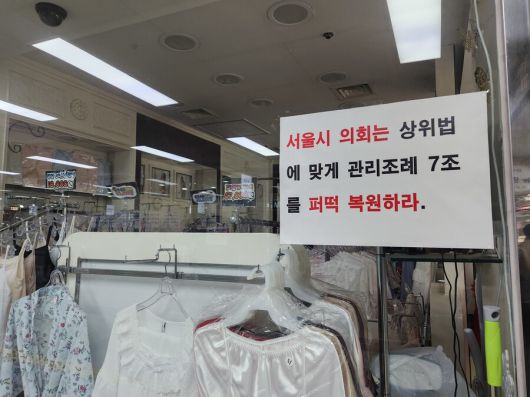 서울시 의회는 상위법
에 맞게 관리조례 7조
를 퍼떡 복원하라.